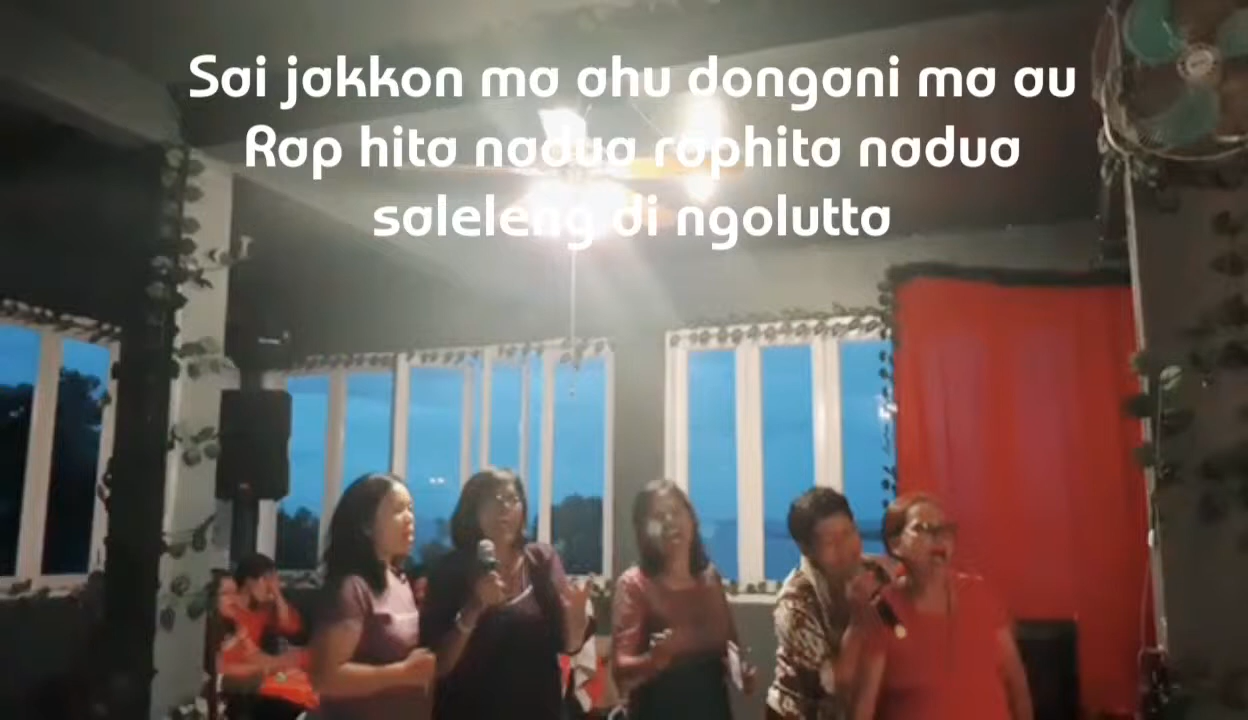 Sai jakkon ma ahu dongani ma au
Rap hita nadua raphita nadua
saleleng di ngolutta